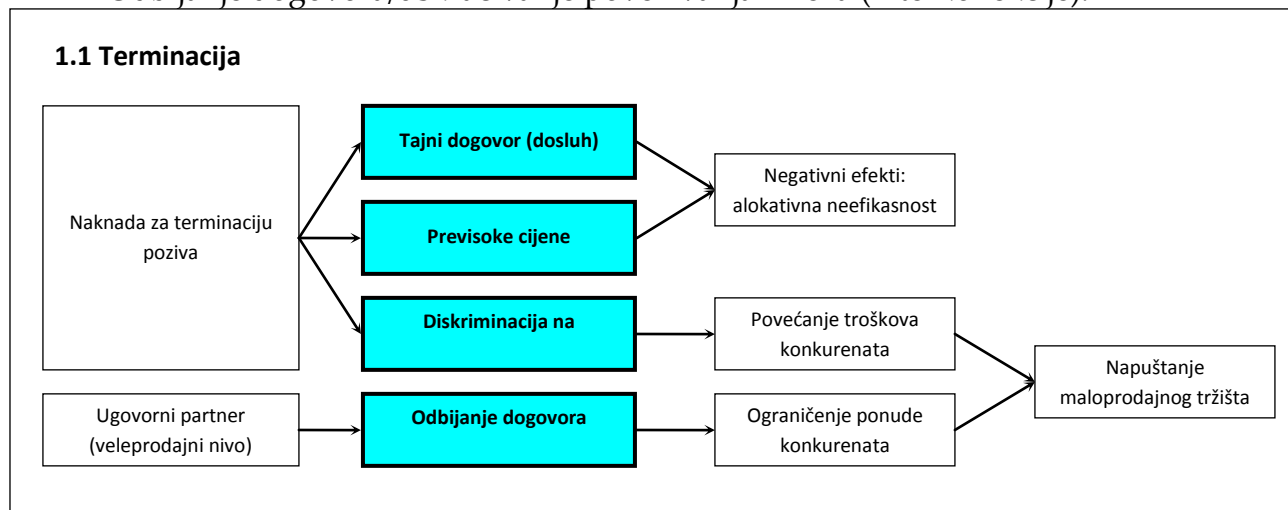 1.1 Terminacija
Naknada za terminaciju
poziva
Tajni dogovor (dosluh)
Previsoke cijene
Diskriminacija na
Negativni efekti:
alokativna neefikasnost
Povećanje troškova
konkurenata
Ugovorni partner
(veleprodajni nivo)
Odbijanje dogovora
Ograničenje ponude
konkurenata
Napuštanje
maloprodajnog tržišta